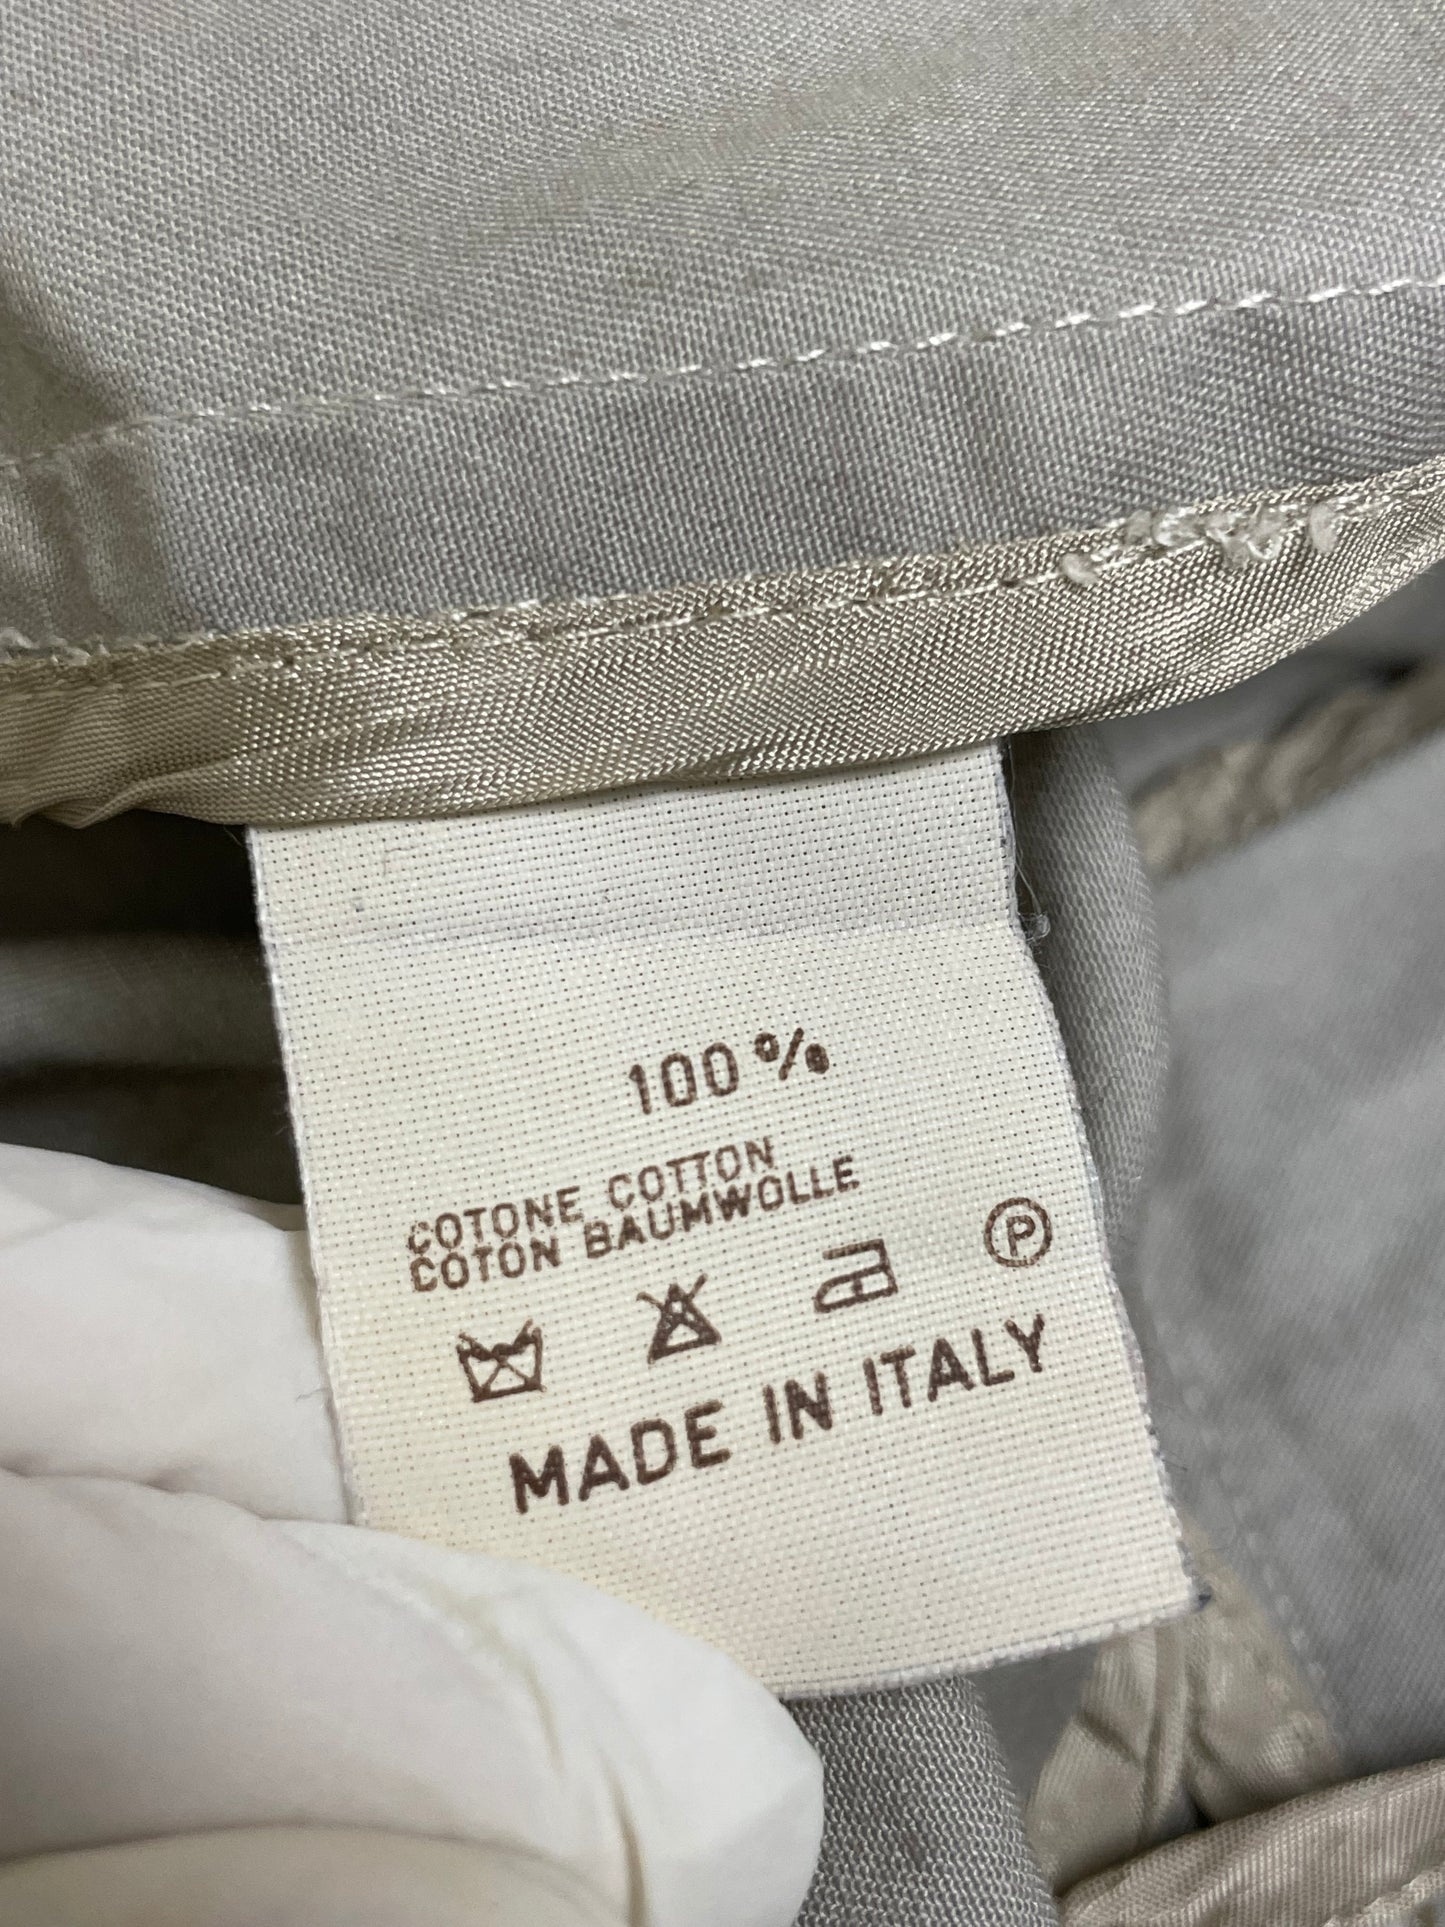 100%
COTONE COTTON
COTON BAUMWOLLE
P
MADE IN ITALY